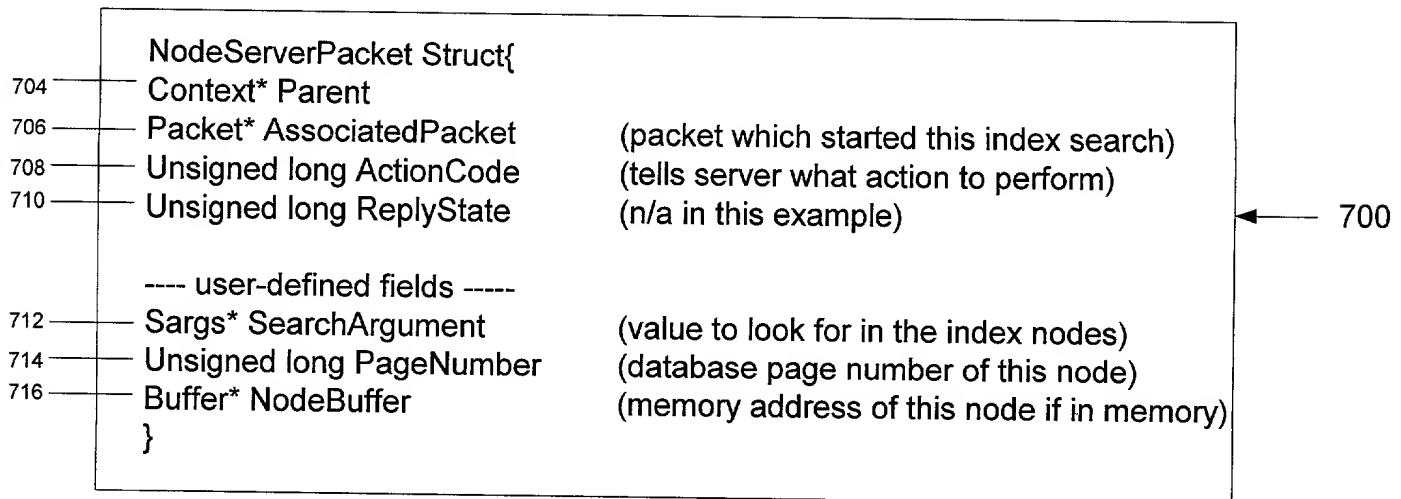 NodeServerPacket Struct{
704 Context* Parent
706 Packet* AssociatedPacket (packet which started this index search)
708 Unsigned long ActionCode (tells server what action to perform)
710 Unsigned long ReplyState (n/a in this example)
700
---- user-defined fields -----
712 Sargs* SearchArgument (value to look for in the index nodes)
714 Unsigned long PageNumber (database page number of this node)
716 Buffer* NodeBuffer (memory address of this node if in memory)
}